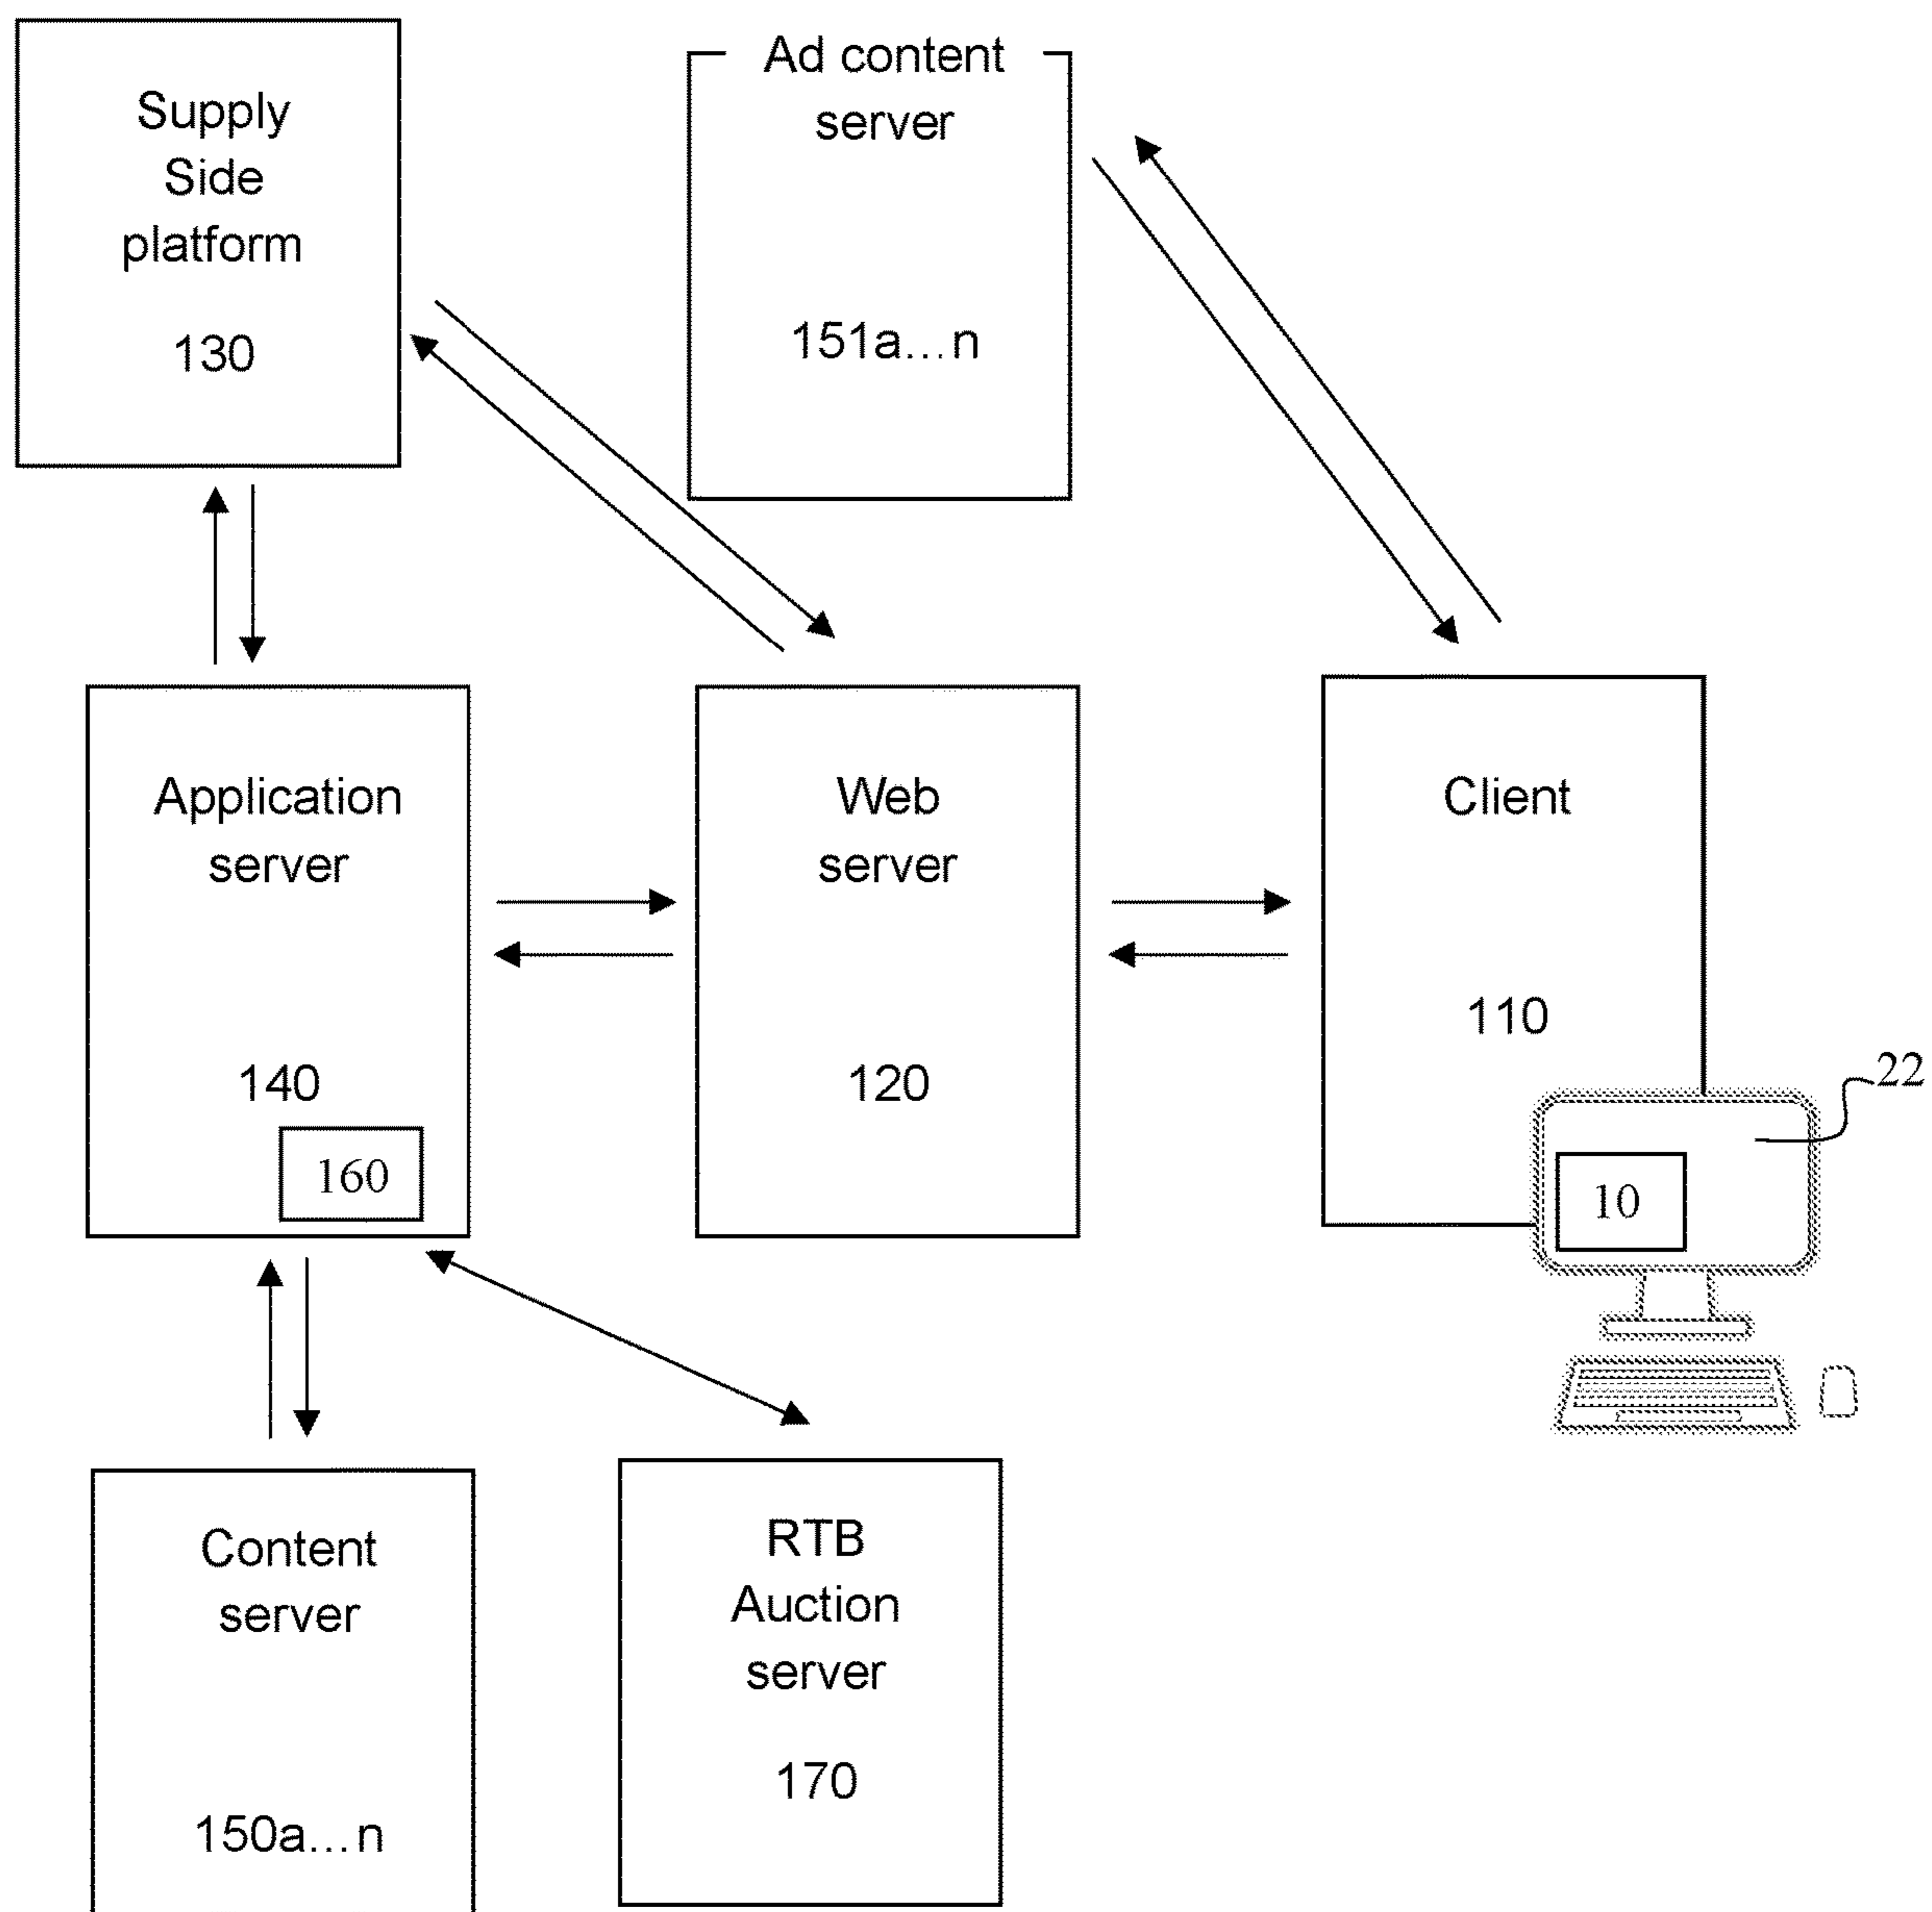 Supply
Side
platform
130
Ad content
server
151a...n
Application
server
140
160
Web
server
120
Client
110
22
10
Content
server
150a...n
RTB
Auction
server
170